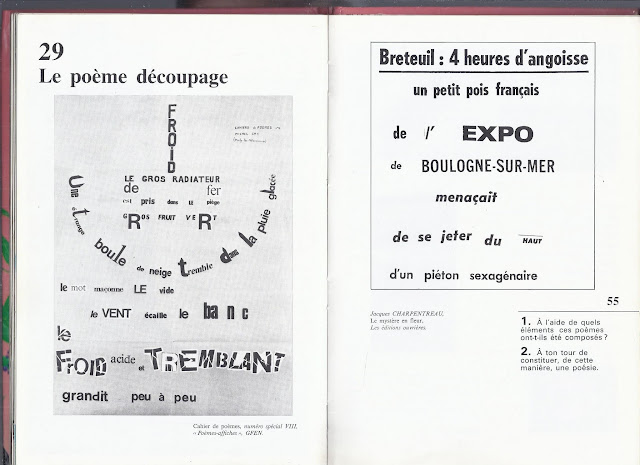 29
Le poème découpage
FROID
LE GROS RADIATEUR
de fer
est pris dans LE piège
GROS FRUIT VERT
Une étrange boule de neige tremble dans la pluie glacée
le mot maçonne LE vide
le VENT écaille le banc
le
FROID acide et TREMBLANT
grandit peu à peu
Cahier de poèmes, numéro spécial VIII,
« Poèmes-affiches », GFEN.
Breteuil : 4 heures d'angoisse
un petit pois français
de l' EXPO
de BOULOGNE-SUR-MER
menaçait
de se jeter du HAUT
d'un piéton sexagénaire
55
Jacques CHARPENTREAU,
Le mystère en fleur,
Les éditions ouvrières.
1. À l'aide de quels
éléments ces poèmes
ont-t-ils été composés ?
2. À ton tour de
constituer, de cette
manière, une poésie.